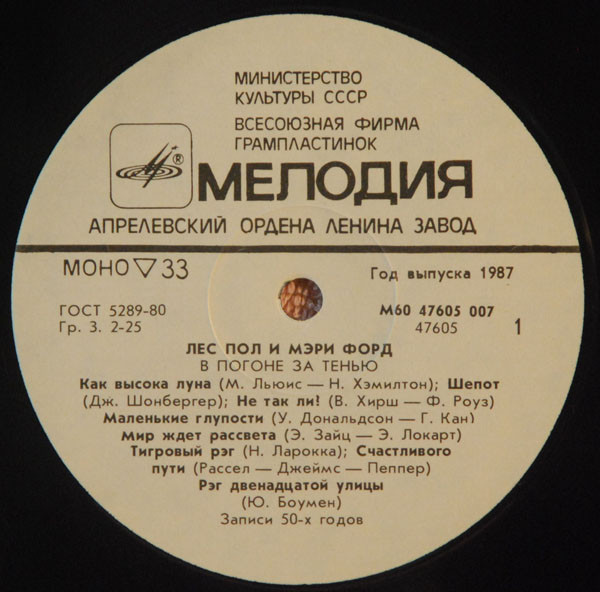 МИНИСТЕРСТВО
КУЛЬТУРЫ СССР
ВСЕСОЮЗНАЯ ФИРМА
ГРАМПЛАСТИНОК
®
МЕЛОДИЯ
АПРЕЛЕВСКИЙ ОРДЕНА ЛЕНИНА ЗАВОД
МОНО ▽ 33
Год выпуска 1987
ГОСТ 5289-80
М60 47605 007
Гр. 3. 2-25
47605
1
ЛЕС ПОЛ И МЭРИ ФОРД
В ПОГОНЕ ЗА ТЕНЬЮ
Как высока луна (М. Льюис — Н. Хэмилтон); Шепот
(Дж. Шонбергер); Не так ли! (В. Хирш — Ф. Роуз)
Маленькие глупости (У. Дональдсон — Г. Кан)
Мир ждет рассвета (Э. Зайц — Э. Локарт)
Тигровый рэг (Н. Ларокка); Счастливого
пути (Рассел — Джеймс — Пеппер)
Рэг двенадцатой улицы
(Ю. Боумен)
Записи 50-х годов